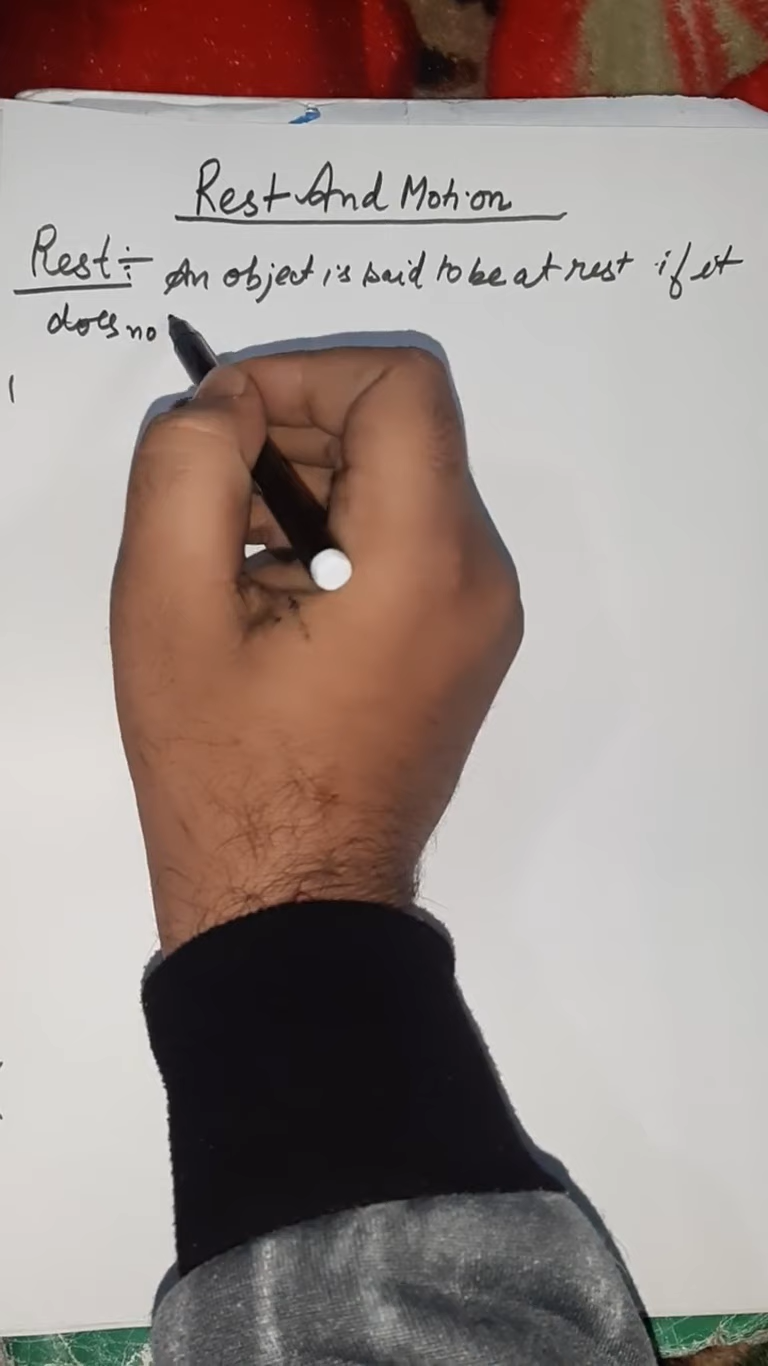 Rest And Motion
Rest÷ An object is said to be at rest if it
does no